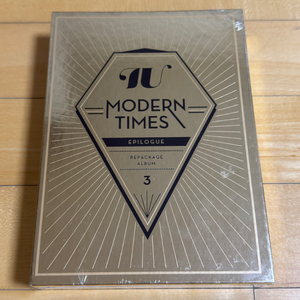 IU
MODERN
TIMES
EPILOGUE
REPACKAGE
ALBUM
3